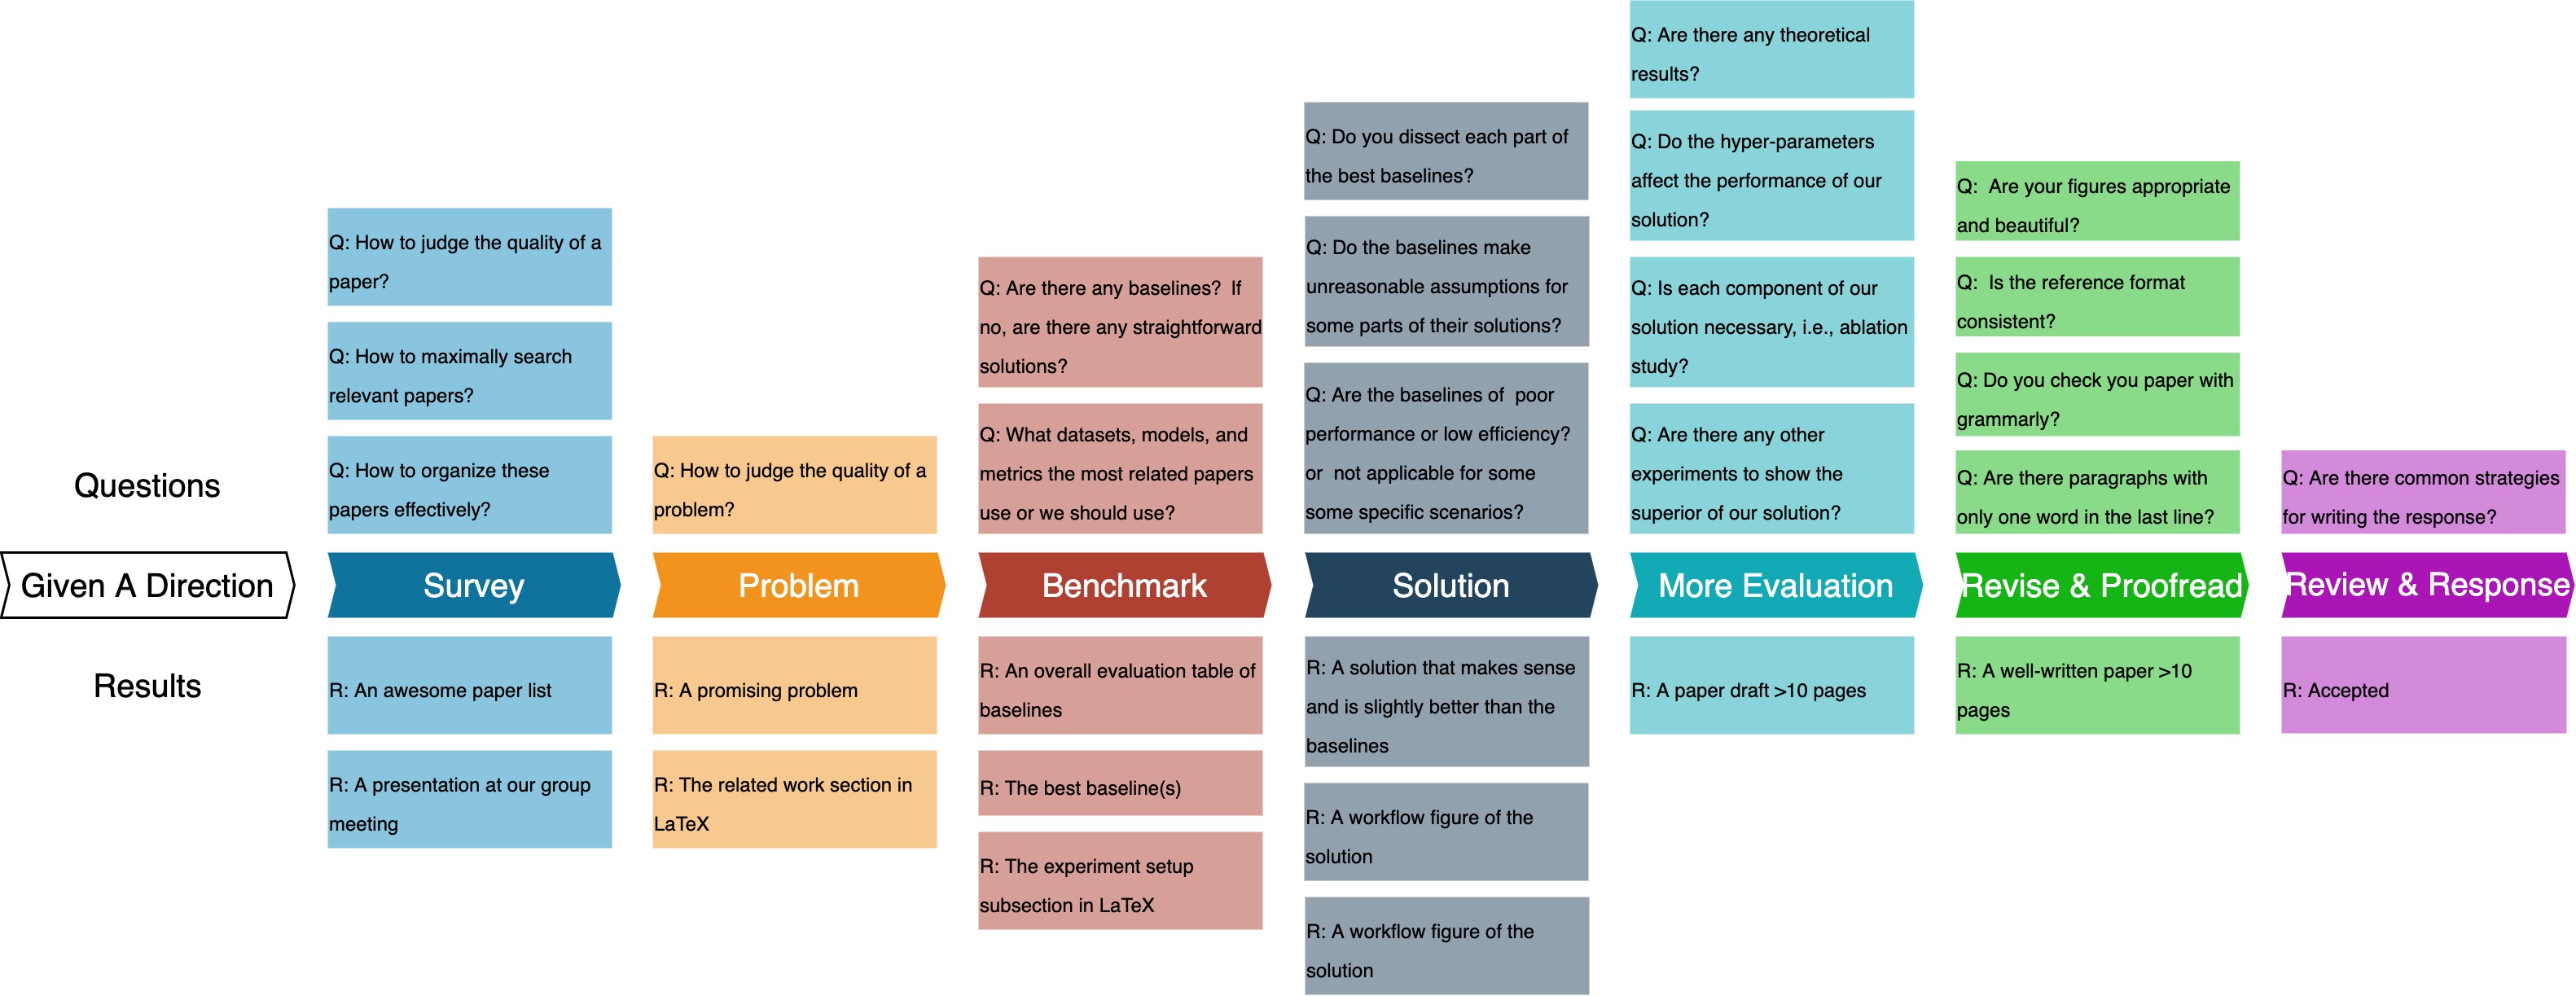 Questions
Given A Direction
Results
Q: How to judge the quality of a
paper?
Q: How to maximally search
relevant papers?
Q: How to organize these
papers effectively?
Survey
R: An awesome paper list
R: A presentation at our group
meeting
Q: How to judge the quality of a
problem?
Problem
R: A promising problem
R: The related work section in
LaTeX
Q: Are there any baselines?  If
no, are there any straightforward
solutions?
Q: What datasets, models, and
metrics the most related papers
use or we should use?
Benchmark
R: An overall evaluation table of
baselines
R: The best baseline(s)
R: The experiment setup
subsection in LaTeX
Q: Do you dissect each part of
the best baselines?
Q: Do the baselines make
unreasonable assumptions for
some parts of their solutions?
Q: Are the baselines of  poor
performance or low efficiency?
or  not applicable for some
some specific scenarios?
Solution
R: A solution that makes sense
and is slightly better than the
baselines
R: A workflow figure of the
solution
R: A workflow figure of the
solution
Q: Are there any theoretical
results?
Q: Do the hyper-parameters
affect the performance of our
solution?
Q: Is each component of our
solution necessary, i.e., ablation
study?
Q: Are there any other
experiments to show the
superior of our solution?
More Evaluation
R: A paper draft >10 pages
Q:  Are your figures appropriate
and beautiful?
Q:  Is the reference format
consistent?
Q: Do you check you paper with
grammarly?
Q: Are there paragraphs with
only one word in the last line?
Revise & Proofread
R: A well-written paper >10
pages
Q: Are there common strategies
for writing the response?
Review & Response
R: Accepted